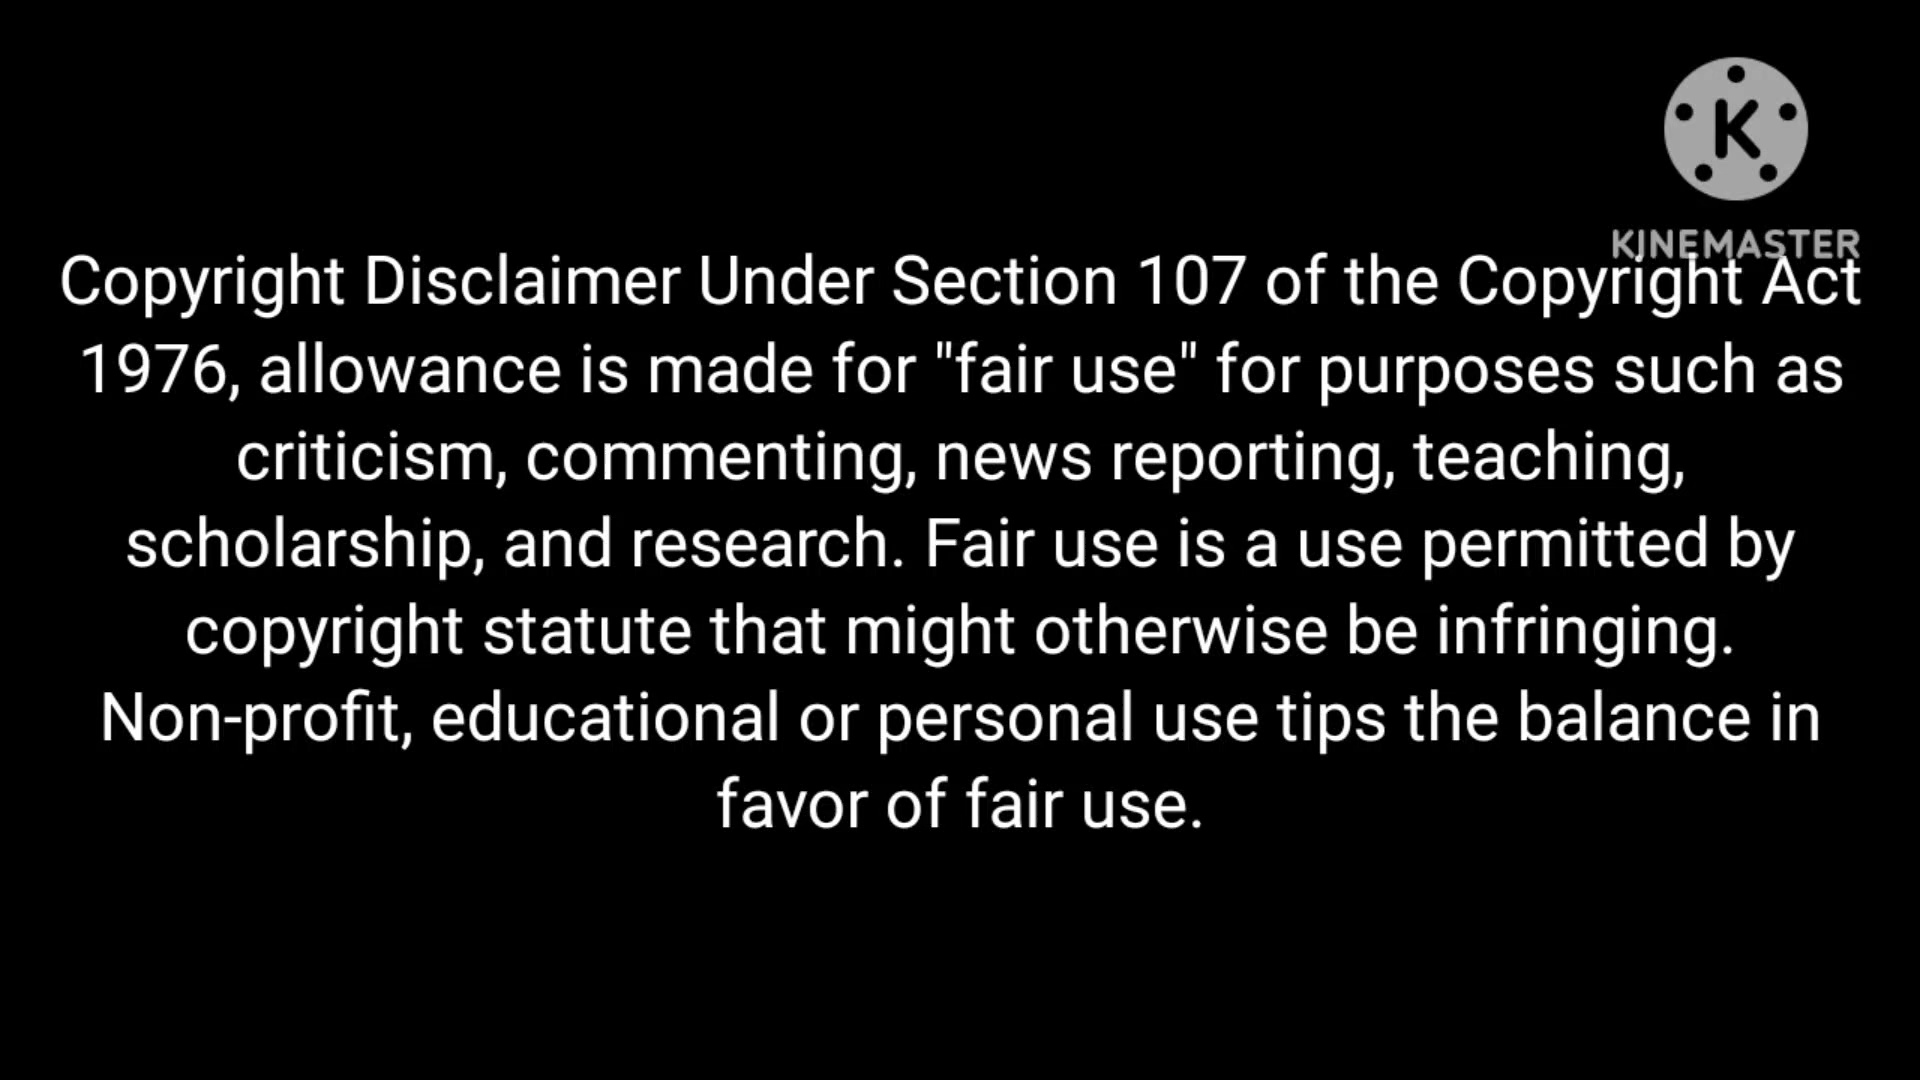 K
KINEMASTER
Copyright Disclaimer Under Section 107 of the Copyright Act
1976, allowance is made for "fair use" for purposes such as
criticism, commenting, news reporting, teaching,
scholarship, and research. Fair use is a use permitted by
copyright statute that might otherwise be infringing.
Non-profit, educational or personal use tips the balance in
favor of fair use.